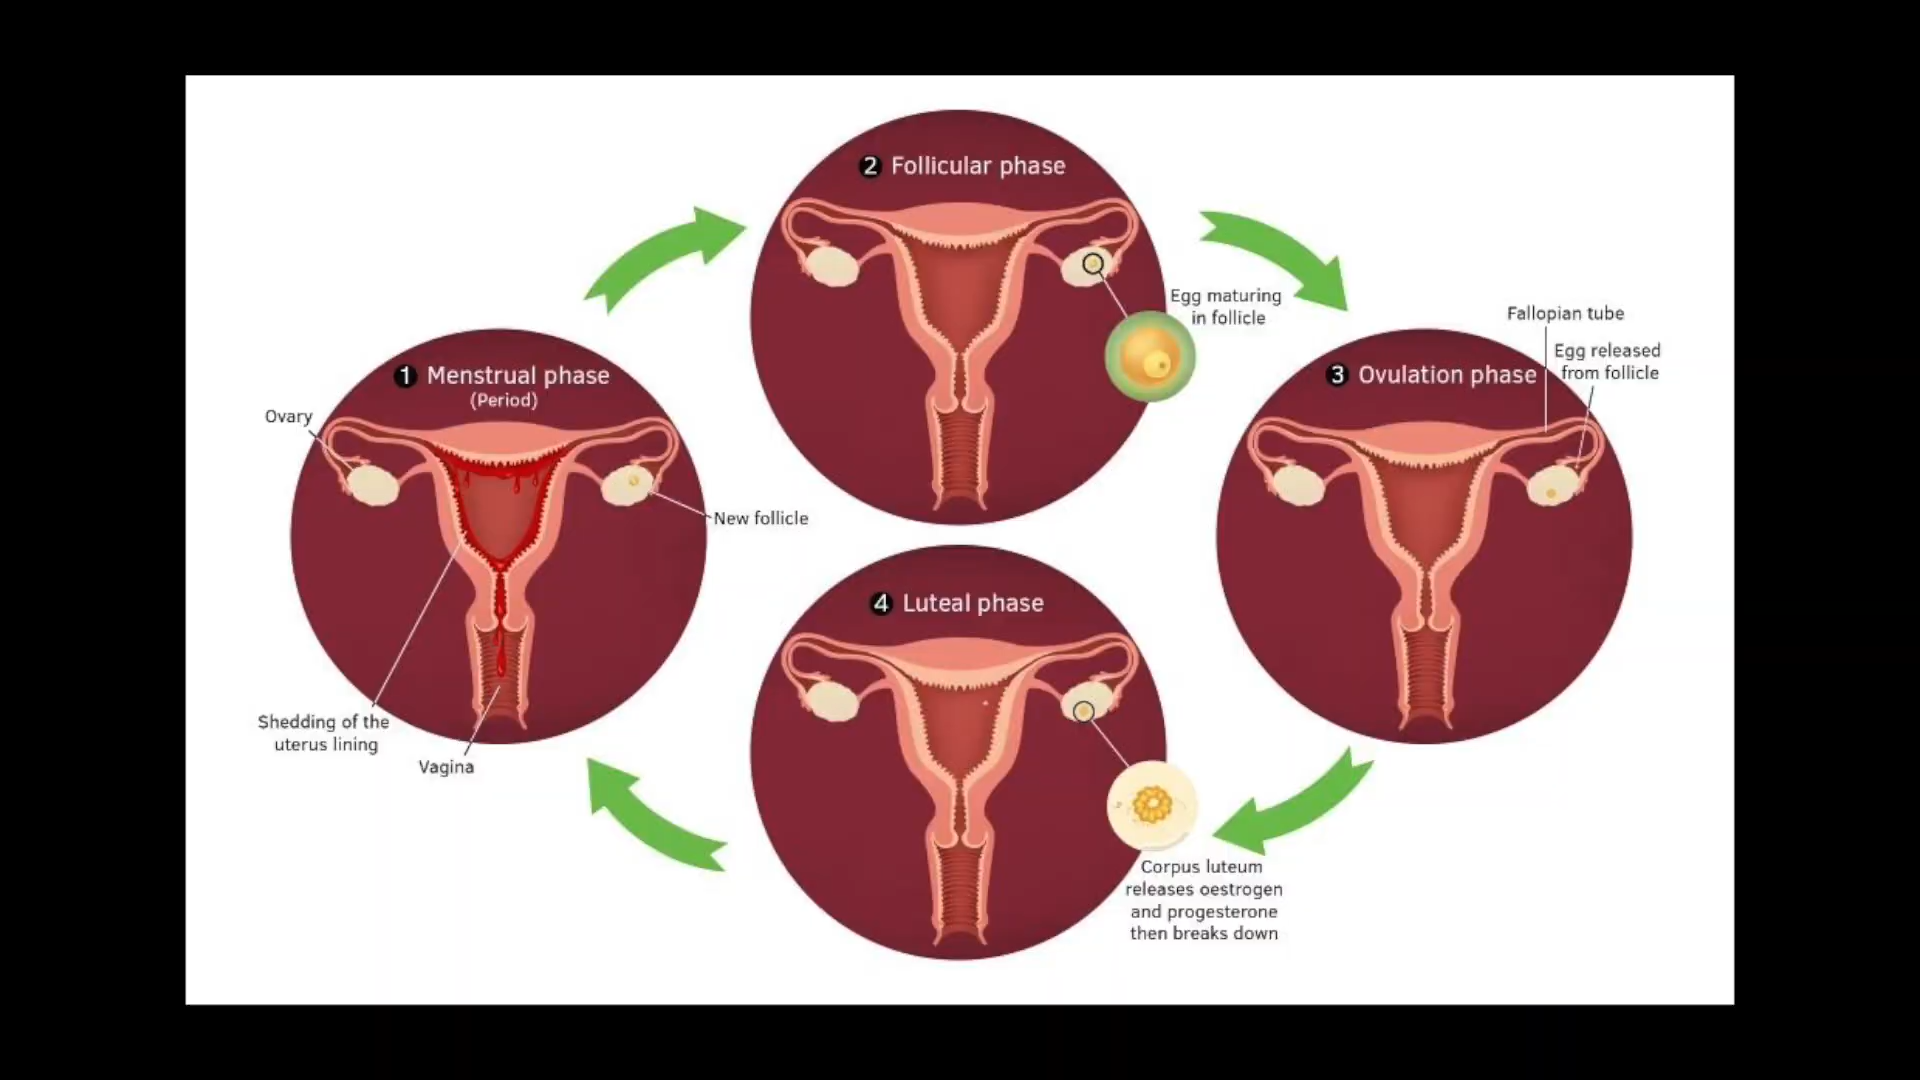 1 Menstrual phase
(Period)
Ovary
New follicle
Shedding of the
uterus lining
Vagina
2 Follicular phase
Egg maturing
in follicle
3 Ovulation phase
Fallopian tube
Egg released
from follicle
4 Luteal phase
Corpus luteum
releases oestrogen
and progesterone
then breaks down